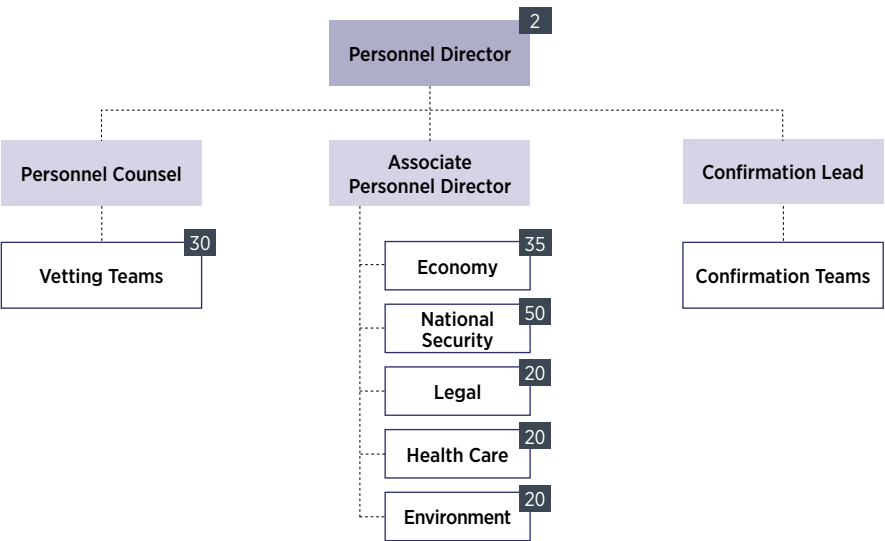 2
Personnel Director
Personnel Counsel
Associate
Personnel Director
Confirmation Lead
30
Vetting Teams
35
Economy
Confirmation Teams
50
National
Security
20
Legal
20
Health Care
20
Environment